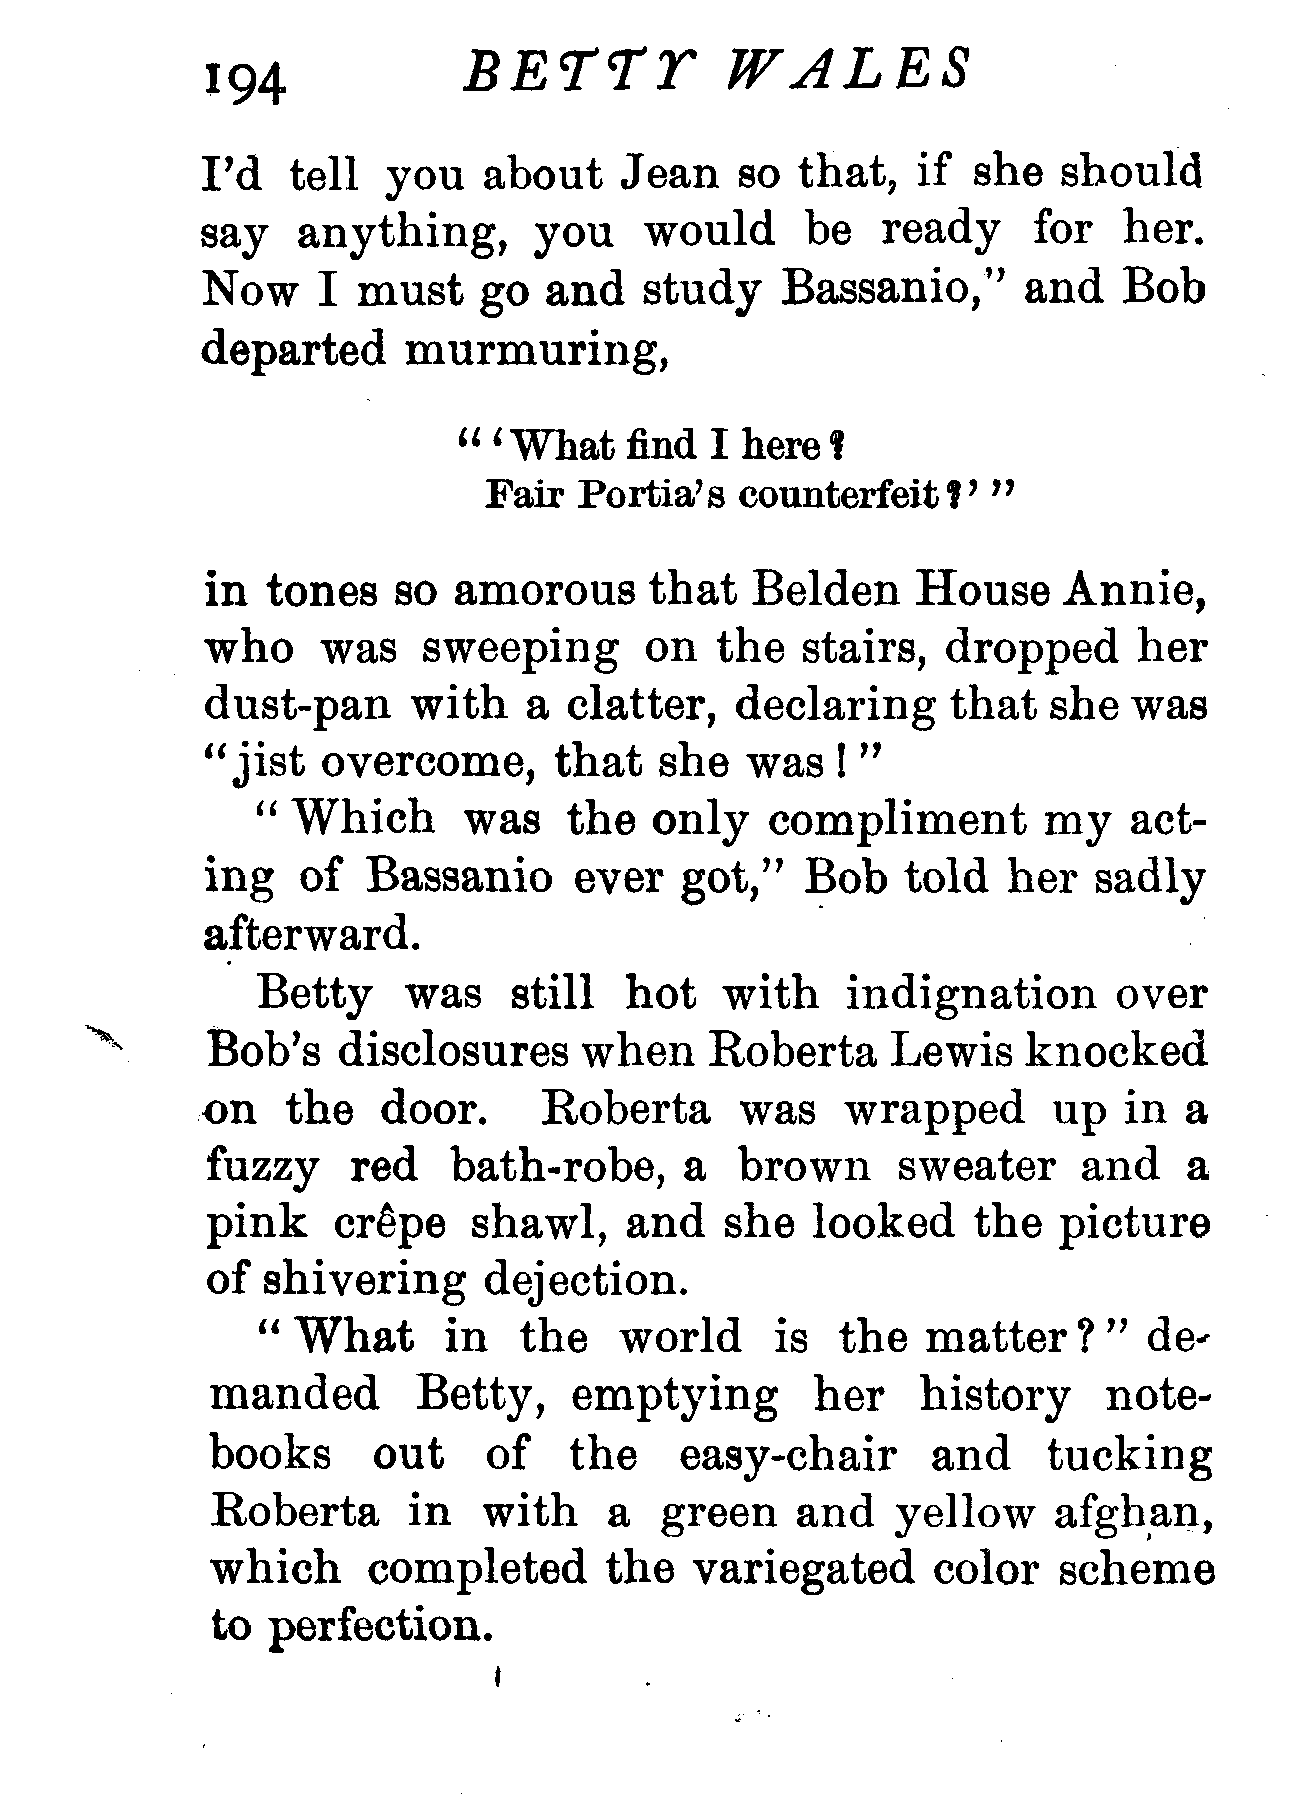 194 BETTY WALES
I'd tell you about Jean so that, if she should
say anything, you would be ready for her.
Now I must go and study Bassanio," and Bob
departed murmuring,
"'What find I here?
Fair Portia's counterfeit?'"
in tones so amorous that Belden House Annie,
who was sweeping on the stairs, dropped her
dust-pan with a clatter, declaring that she was
"jist overcome, that she was!"
"Which was the only compliment my act-
ing of Bassanio ever got," Bob told her sadly
afterward.
Betty was still hot with indignation over
Bob's disclosures when Roberta Lewis knocked
on the door. Roberta was wrapped up in a
fuzzy red bath-robe, a brown sweater and a
pink crêpe shawl, and she looked the picture
of shivering dejection.
"What in the world is the matter?" de-
manded Betty, emptying her history note-
books out of the easy-chair and tucking
Roberta in with a green and yellow afghan,
which completed the variegated color scheme
to perfection.